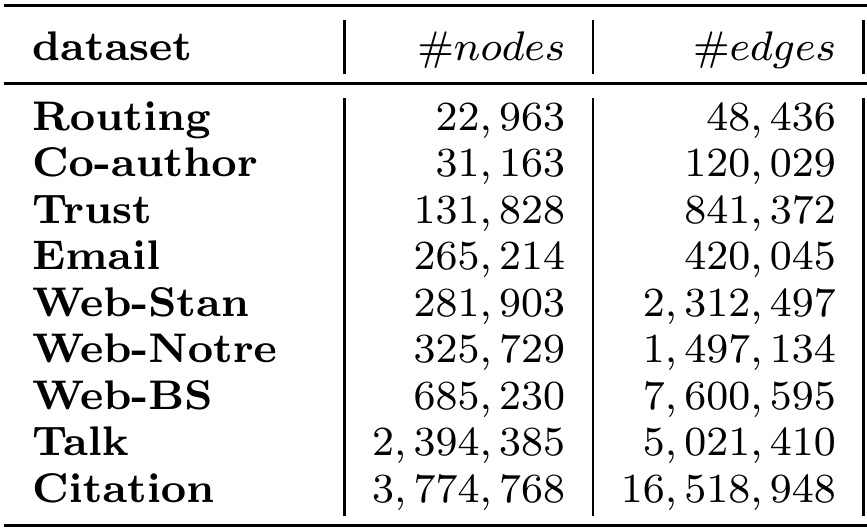 dataset #nodes #edges
Routing 22,963 48,436
Co-author 31,163 120,029
Trust 131,828 841,372
Email 265,214 420,045
Web-Stan 281,903 2,312,497
Web-Notre 325,729 1,497,134
Web-BS 685,230 7,600,595
Talk 2,394,385 5,021,410
Citation 3,774,768 16,518,948